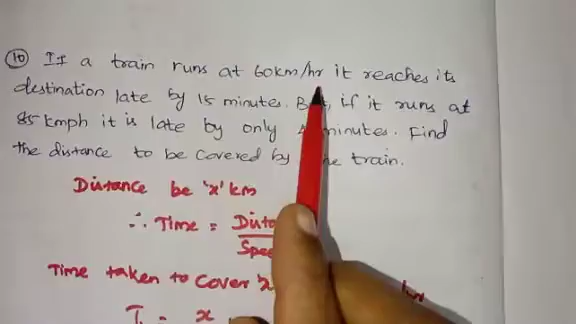 10 If a train runs at 60km/hr it reaches its
destination late by 15 minutes. But, if it runs at
85 kmph it is late by only minutes. Find
the distance to be covered by the train.
Distance be 'x' km
∴ Time =
Time taken to cover 'x
T₁ = x